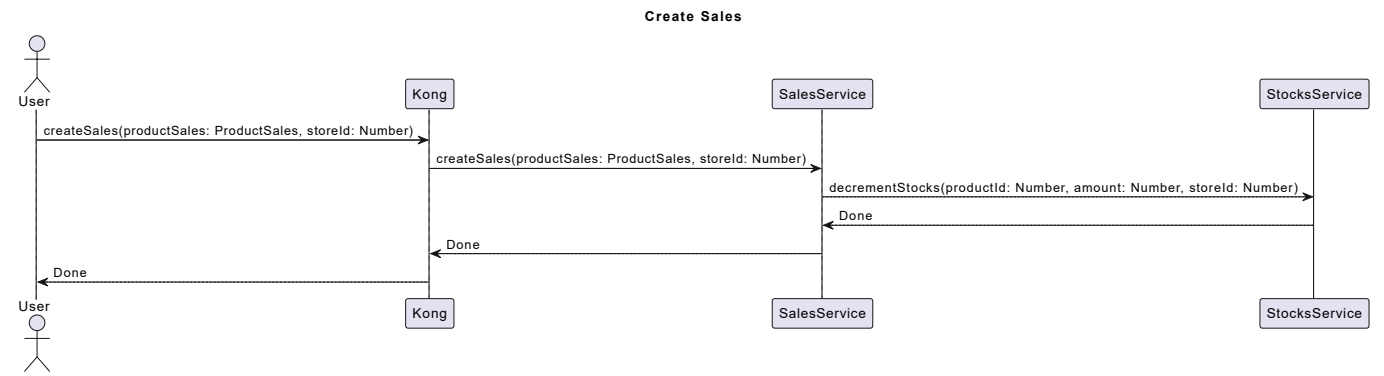 Create Sales
User
Kong
SalesService
StocksService
createSales(productSales: ProductSales, storeId: Number)
createSales(productSales: ProductSales, storeId: Number)
decrementStocks(productId: Number, amount: Number, storeId: Number)
Done
Done
Done
User
Kong
SalesService
StocksService